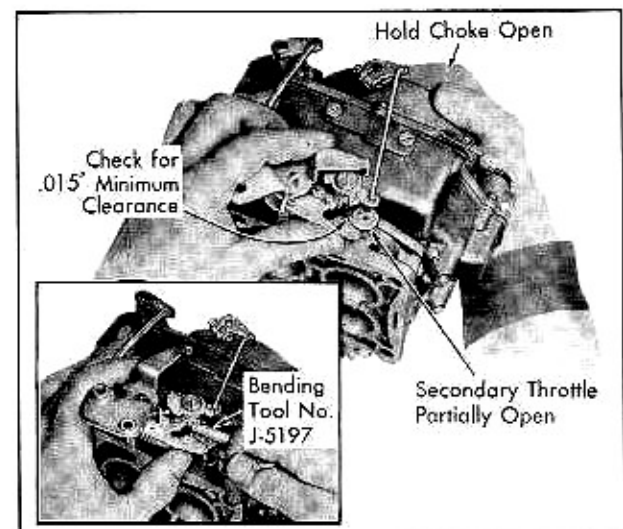 Hold Choke Open
Check for
.015" Minimum
Clearance
Bending
Tool No.
J-5197
Secondary Throttle
Partially Open